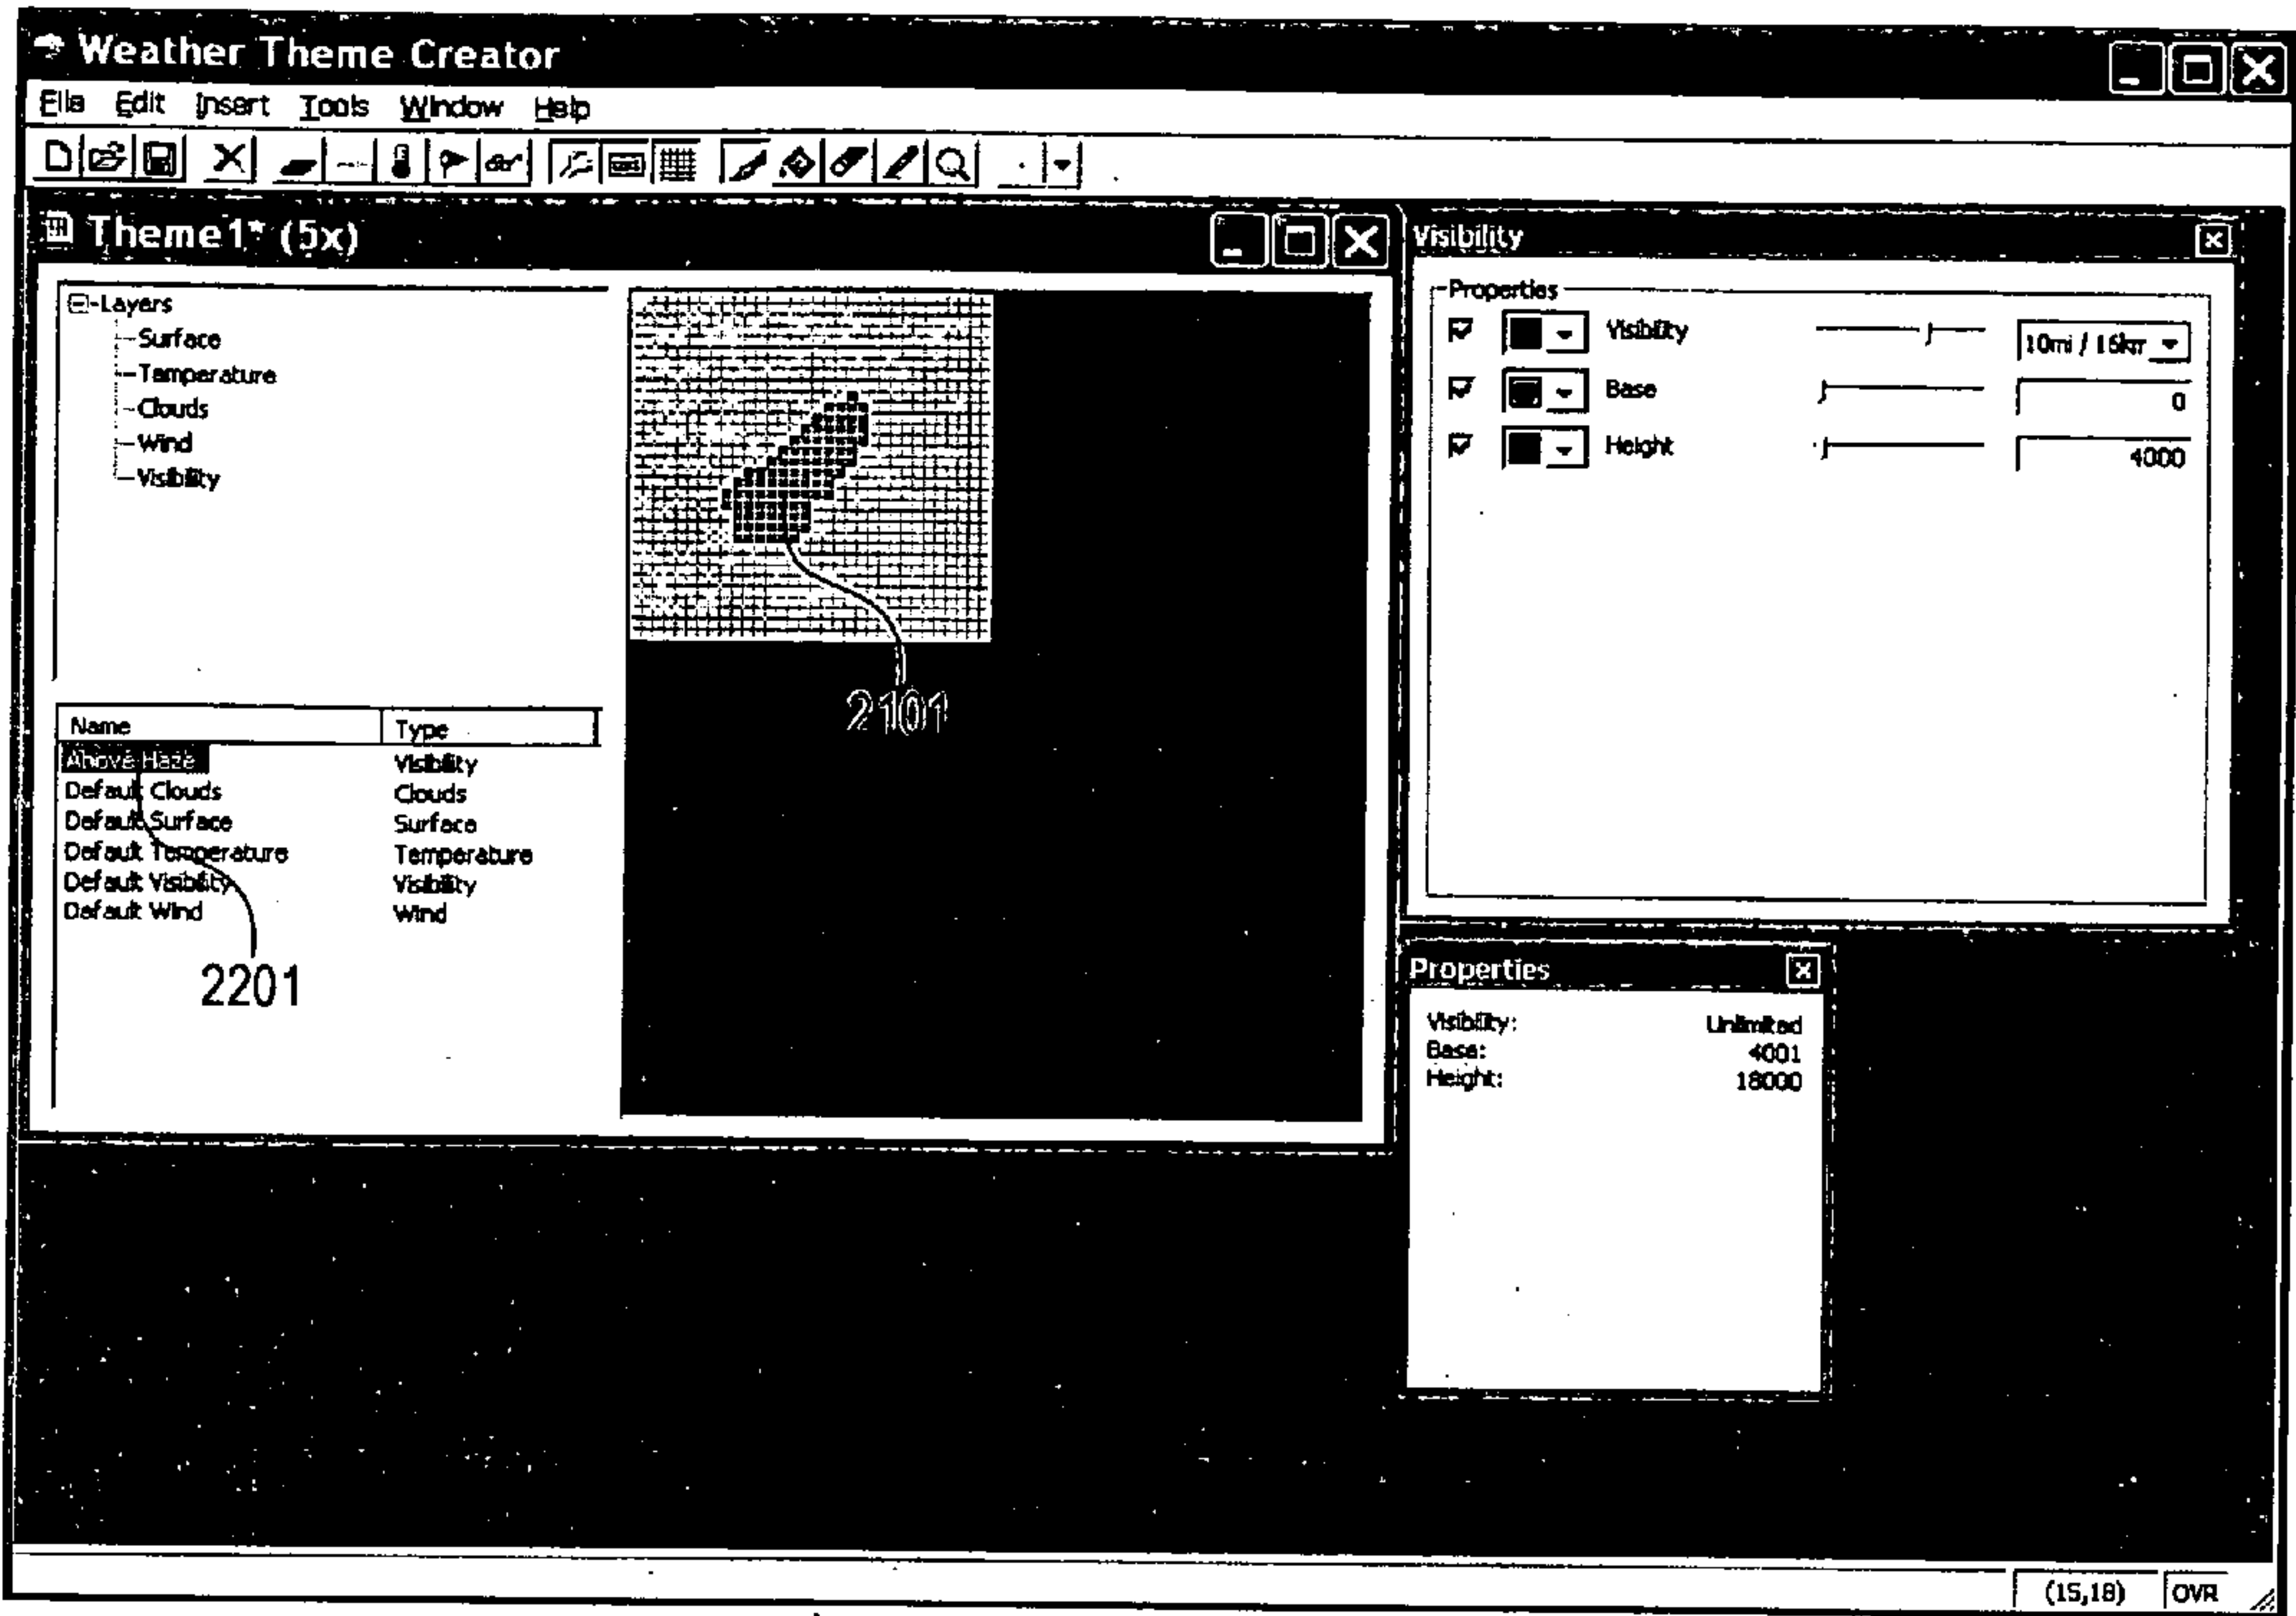 Weather Theme Creator
File Edit Insert Tools Window Help
Theme1* (5x)
Layers
Surface
Temperature
Clouds
Wind
Visibility
Name Type
Above Haze Visibility
Default Clouds Clouds
Default Surface Surface
Default Temperature Temperature
Default Visibility Visibility
Default Wind Wind
2201
2101
Visibility
Properties
Visibility 10mi / 16km
Base 0
Height 4000
Properties
Visibility: Unlimited
Base: 4001
Height: 18000
(15,18) OVR